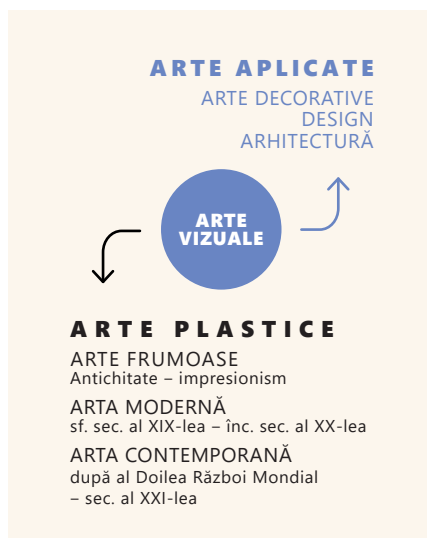 ARTE APLICATE
ARTE DECORATIVE
DESIGN
ARHITECTURĂ
ARTE
VIZUALE
ARTE PLASTICE
ARTE FRUMOASE
Antichitate – impresionism
ARTA MODERNĂ
sf. sec. al XIX-lea – înc. sec. al XX-lea
ARTA CONTEMPORANĂ
după al Doilea Război Mondial
– sec. al XXI-lea